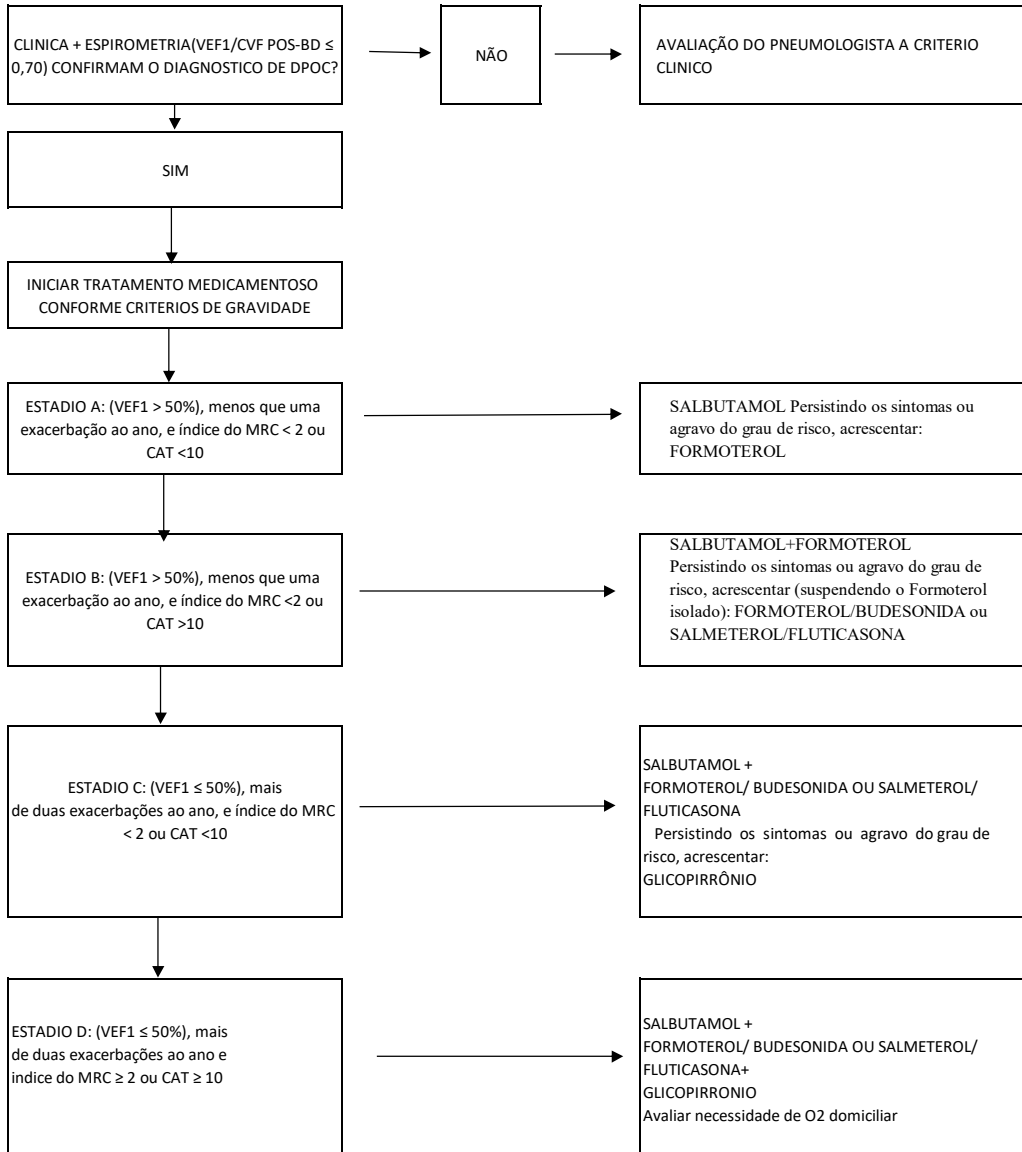 CLINICA + ESPIROMETRIA(VEF1/CVF POS-BD ≤
0,70) CONFIRMAM O DIAGNOSTICO DE DPOC?
NÃO
AVALIAÇÃO DO PNEUMOLOGISTA A CRITERIO
CLINICO
SIM
INICIAR TRATAMENTO MEDICAMENTOSO
CONFORME CRITERIOS DE GRAVIDADE
ESTADIO A: (VEF1 > 50%), menos que uma
exacerbação ao ano, e índice do MRC < 2 ou
CAT <10
SALBUTAMOL Persistindo os sintomas ou
agravo do grau de risco, acrescentar:
FORMOTEROL
ESTADIO B: (VEF1 > 50%), menos que uma
exacerbação ao ano, e índice do MRC <2 ou
CAT >10
SALBUTAMOL+FORMOTEROL
Persistindo os sintomas ou agravo do grau de
risco, acrescentar (suspendendo o Formoterol
isolado): FORMOTEROL/BUDESONIDA ou
SALMETEROL/FLUTICASONA
ESTADIO C: (VEF1 ≤ 50%), mais
de duas exacerbações ao ano, e índice do MRC
< 2 ou CAT <10
SALBUTAMOL +
FORMOTEROL/ BUDESONIDA OU SALMETEROL/
FLUTICASONA
Persistindo os sintomas ou agravo do grau de
risco, acrescentar:
GLICOPIRRÔNIO
ESTADIO D: (VEF1 ≤ 50%), mais
de duas exacerbações ao ano e
indice do MRC ≥ 2 ou CAT ≥ 10
SALBUTAMOL +
FORMOTEROL/ BUDESONIDA OU SALMETEROL/
FLUTICASONA+
GLICOPIRRONIO
Avaliar necessidade de O2 domiciliar